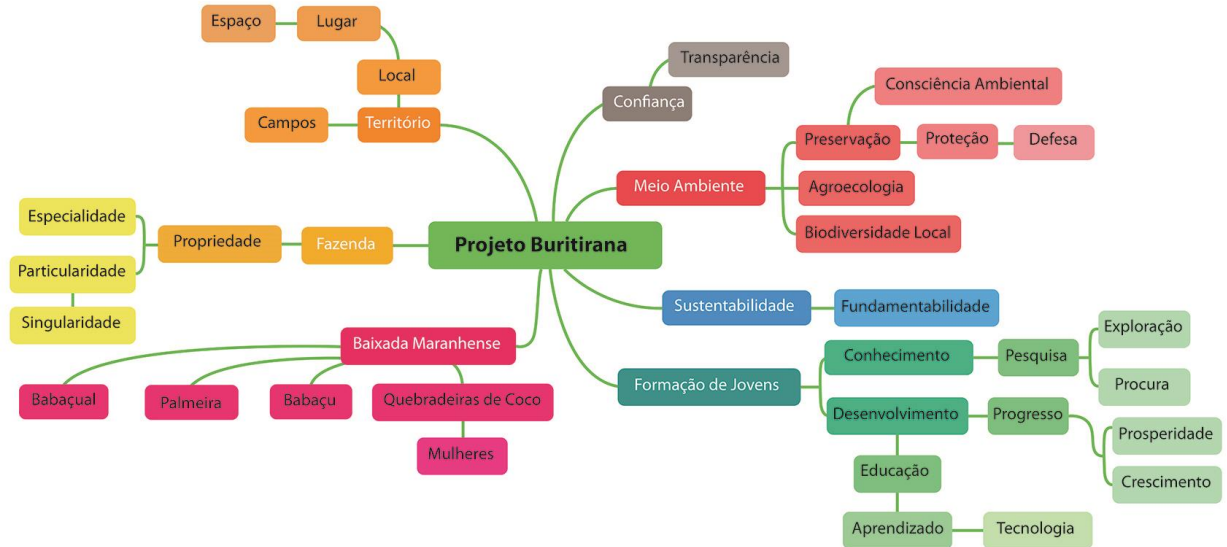 Espaço
Lugar
Transparência
Local
Confiança
Consciência Ambiental
Campos
Território
Preservação
Proteção
Defesa
Meio Ambiente
Agroecologia
Especialidade
Propriedade
Fazenda
Projeto Buritirana
Biodiversidade Local
Particularidade
Singularidade
Sustentabilidade
Fundamentabilidade
Baixada Maranhense
Conhecimento
Pesquisa
Exploração
Formação de Jovens
Procura
Babaçual
Palmeira
Babaçu
Quebradeiras de Coco
Desenvolvimento
Progresso
Prosperidade
Mulheres
Educação
Crescimento
Aprendizado
Tecnologia